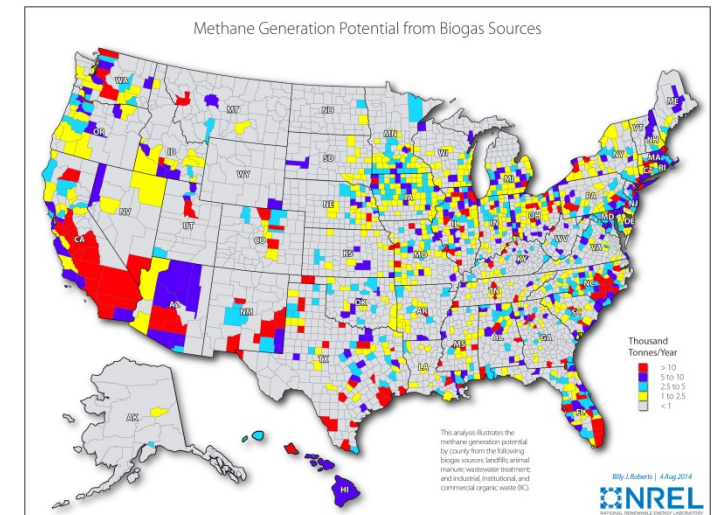 Methane Generation Potential from Biogas Sources
WA
MT
ND
MN
ME
OR
ID
SD
WI
VT
NH
NY
MA
CT
RI
WY
MI
IA
NE
PA
NJ
NV
UT
CO
IL
IN
OH
MD
DE
CA
KS
MO
WV
VA
KY
AZ
NM
OK
AR
TN
NC
SC
TX
LA
MS
AL
GA
FL
AK
HI
Thousand
Tonnes/Year
> 10
5 to 10
2.5 to 5
1 to 2.5
< 1
This analysis illustrates the
methane generation potential
by county from the following
biogas sources: landfills; animal
manure; wastewater treatment;
and industrial, institutional, and
commercial organic waste (IIC).
Billy J. Roberts | 4 Aug 2014
NREL
NATIONAL RENEWABLE ENERGY LABORATORY